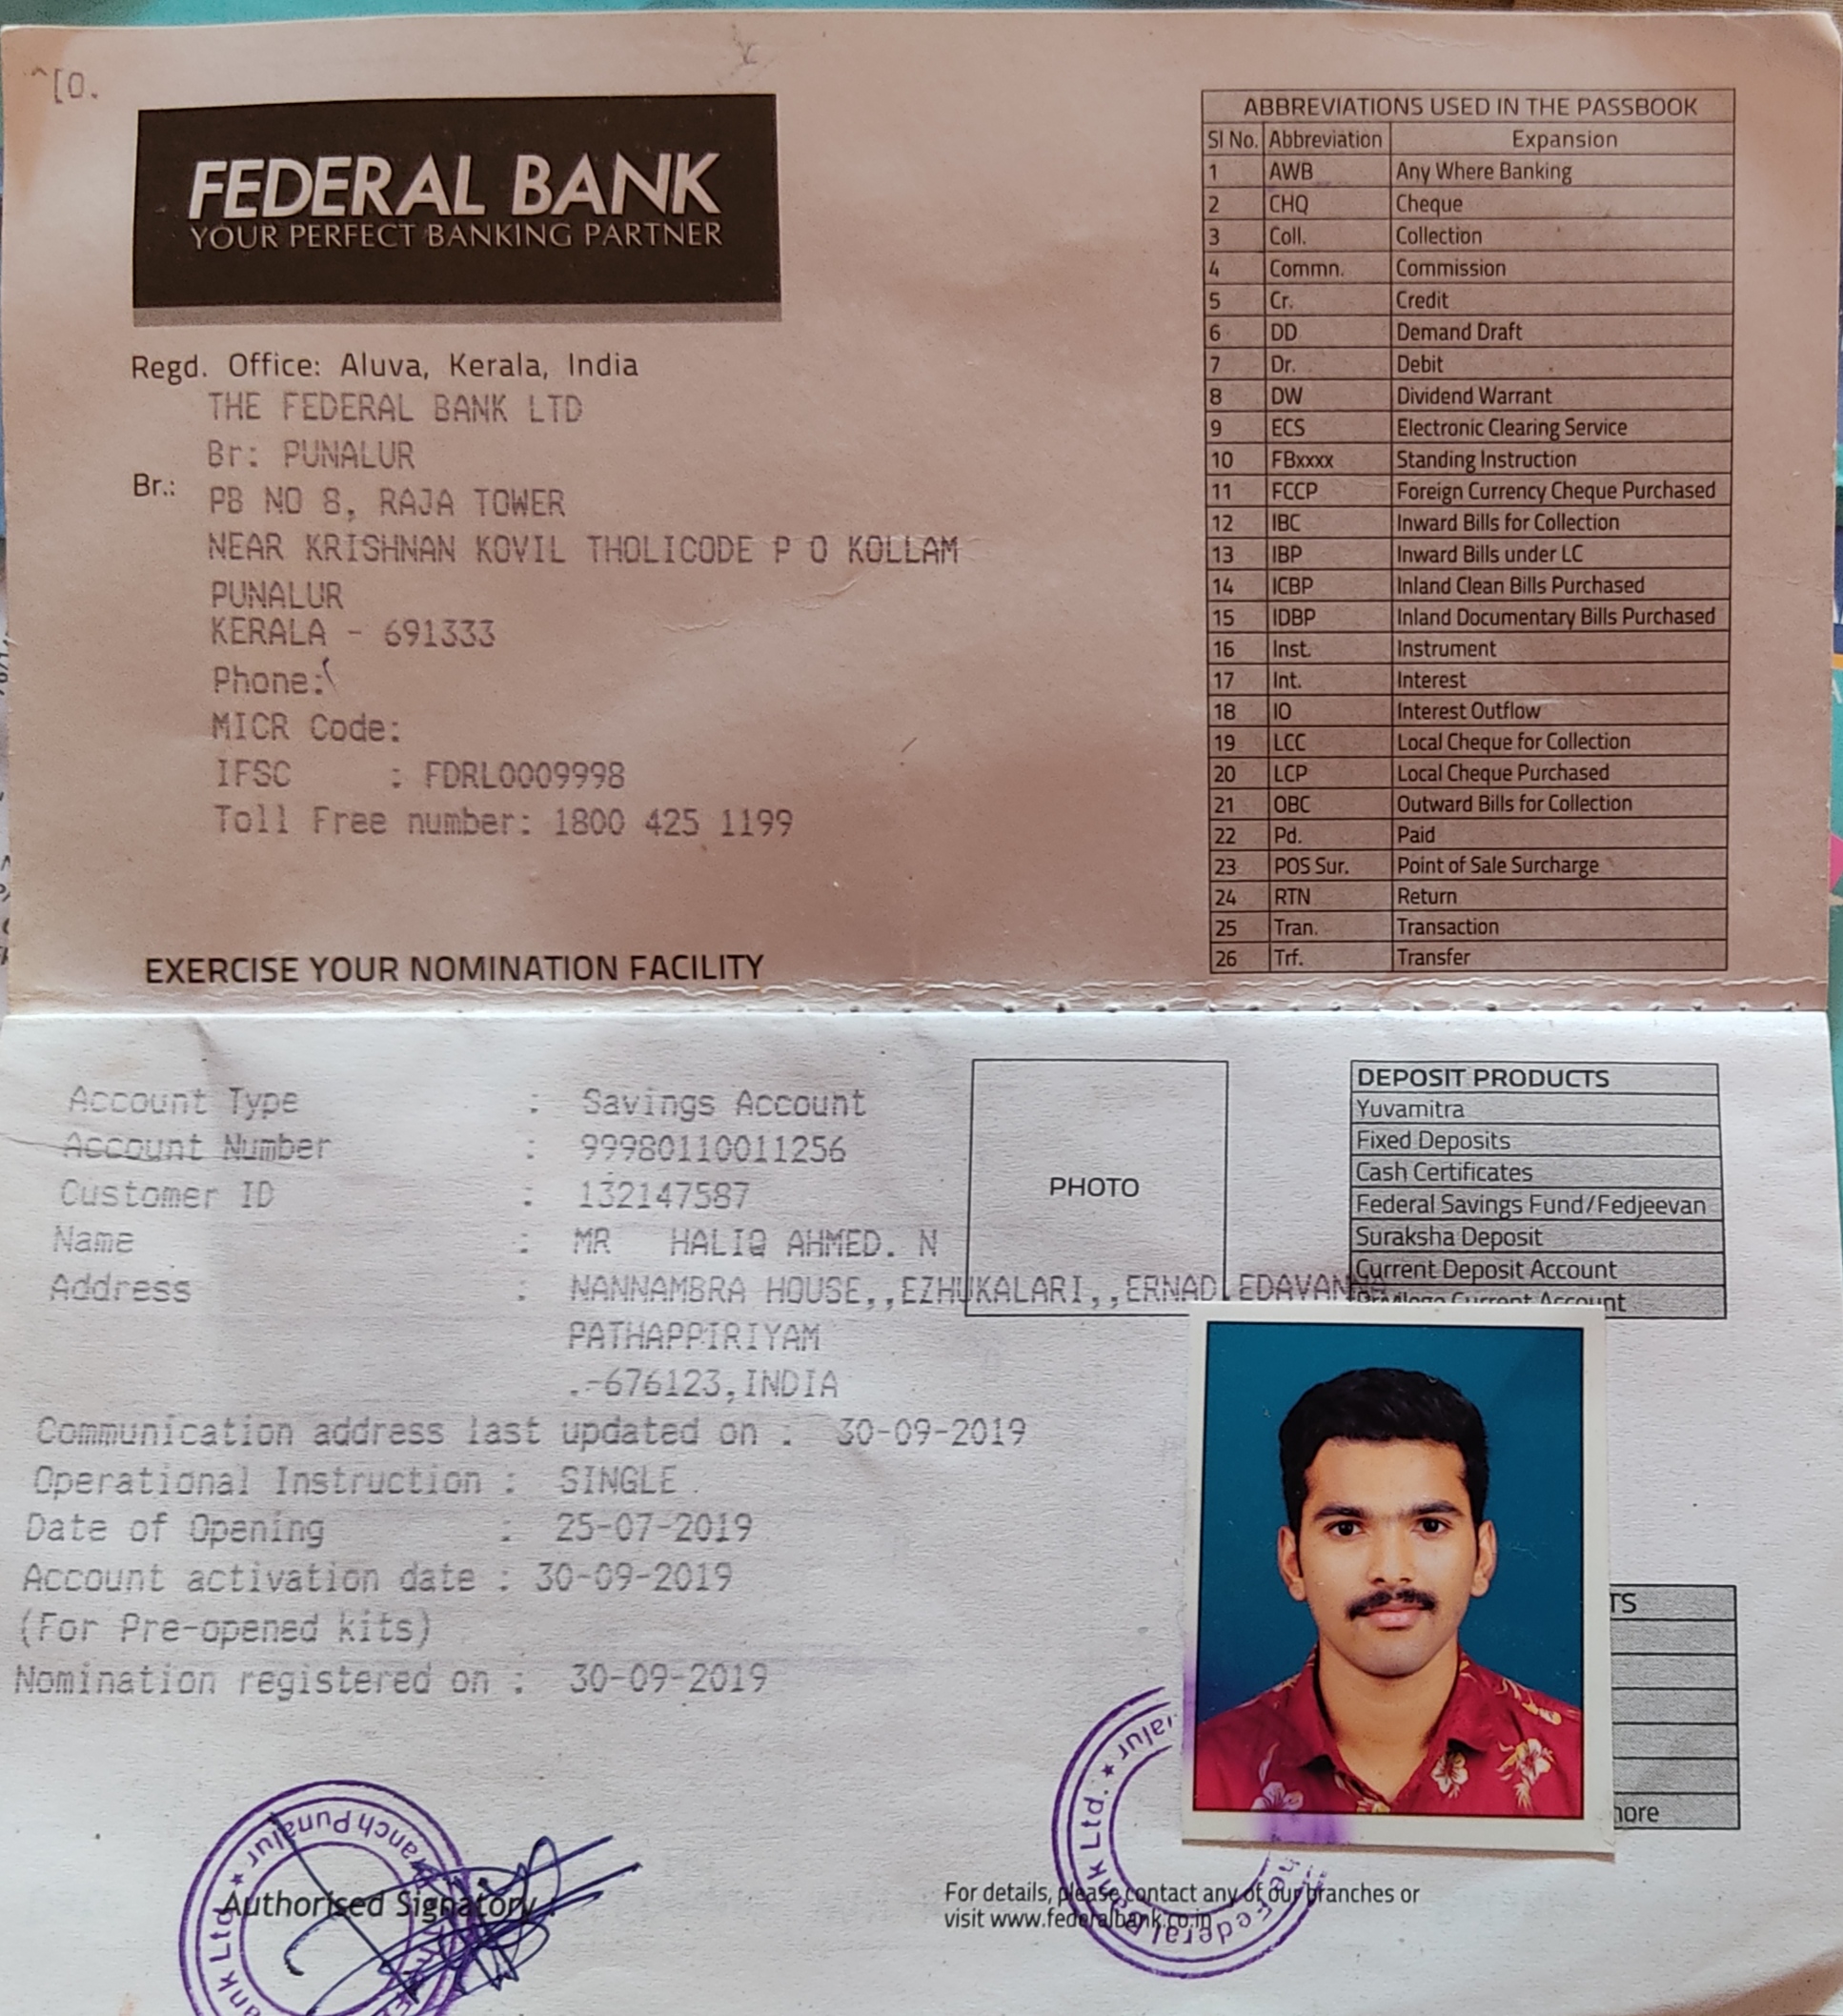 ^[0.
FEDERAL BANK
YOUR PERFECT BANKING PARTNER
Regd. Office: Aluva, Kerala, India
THE FEDERAL BANK LTD
Br: PUNALUR
Br.:
PB NO 8, RAJA TOWER
NEAR KRISHNAN KOVIL THOLICODE P O KOLLAM
PUNALUR
KERALA - 691333
Phone:
MICR Code:
IFSC : FDRL0009998
Toll Free number: 1800 425 1199
EXERCISE YOUR NOMINATION FACILITY
ABBREVIATIONS USED IN THE PASSBOOK
Sl No. Abbreviation Expansion
1 AWB Any Where Banking
2 CHQ Cheque
3 Coll. Collection
4 Commn. Commission
5 Cr. Credit
6 DD Demand Draft
7 Dr. Debit
8 DW Dividend Warrant
9 ECS Electronic Clearing Service
10 FBxxxx Standing Instruction
11 FCCP Foreign Currency Cheque Purchased
12 IBC Inward Bills for Collection
13 IBP Inward Bills under LC
14 ICBP Inland Clean Bills Purchased
15 IDBP Inland Documentary Bills Purchased
16 Inst. Instrument
17 Int. Interest
18 IO Interest Outflow
19 LCC Local Cheque for Collection
20 LCP Local Cheque Purchased
21 OBC Outward Bills for Collection
22 Pd. Paid
23 POS Sur. Point of Sale Surcharge
24 RTN Return
25 Tran. Transaction
26 Trf. Transfer
Account Type : Savings Account
Account Number : 99980110011256
Customer ID : 132147587
Name : MR HALIQ AHMED. N
Address : NANNAMBRA HOUSE,,EZHUKALARI,,ERNAD EDAVANNA
PATHAPPIRIYAM
.-676123,INDIA
Communication address last updated on : 30-09-2019
Operational Instruction : SINGLE
Date of Opening : 25-07-2019
Account activation date : 30-09-2019
(For Pre-opened kits)
Nomination registered on : 30-09-2019
PHOTO
DEPOSIT PRODUCTS
Yuvamitra
Fixed Deposits
Cash Certificates
Federal Savings Fund/Fedjeevan
Suraksha Deposit
Current Deposit Account
Current Account
TS
more
Authorised Signatory
For details, please contact any of our branches or
visit www.federalbank.co.in
Branch Punalur ★
Bank Ltd.
Federal Bank Ltd. ★